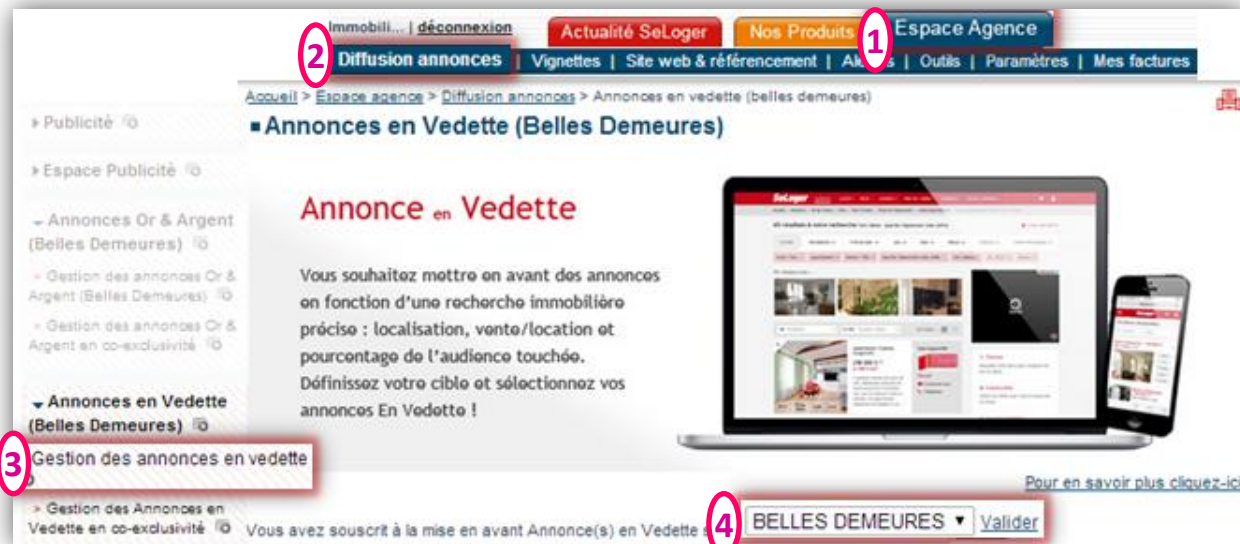 Immobili... | déconnexion
Actualité SeLoger
Nos Produits
1
Espace Agence
2
Diffusion annonces | Vignettes | Site web & référencement | | Outils | Paramètres | Mes factures
Accueil > Espace agence > Diffusion annonces > Annonces en vedette (belles demeures)
Annonces en Vedette (Belles Demeures)
Publicité
Espace Publicité
Annonces Or & Argent
(Belles Demeures)
Gestion des annonces Or &
Argent (Belles Demeures)
Gestion des annonces Or &
Argent en co-exclusivité
Annonces en Vedette
(Belles Demeures)
3
Gestion des annonces en vedette
Gestion des Annonces en
Vedette en co-exclusivité
Annonce en Vedette
Vous souhaitez mettre en avant des annonces
en fonction d'une recherche immobilière
précise : localisation, vente/location et
pourcentage de l'audience touchée.
Définissez votre cible et sélectionnez vos
annonces En Vedette !
SeLoger
Pour en savoir plus cliquez-ici
Vous avez souscrit à la mise en avant Annonce(s) en Vedette
4
BELLES DEMEURES
Valider